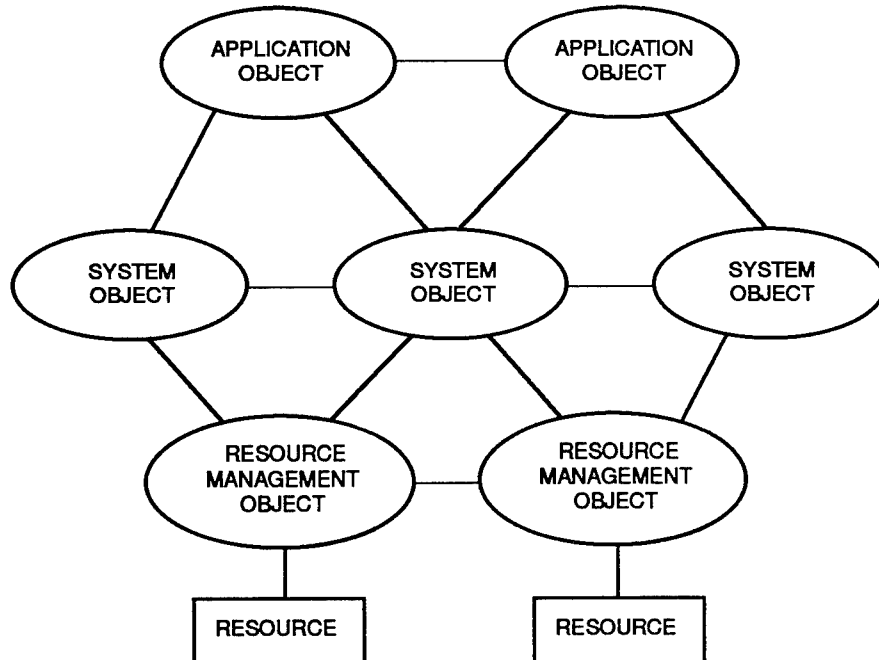 APPLICATION
OBJECT
APPLICATION
OBJECT
SYSTEM
OBJECT
SYSTEM
OBJECT
SYSTEM
OBJECT
RESOURCE
MANAGEMENT
OBJECT
RESOURCE
MANAGEMENT
OBJECT
RESOURCE
RESOURCE